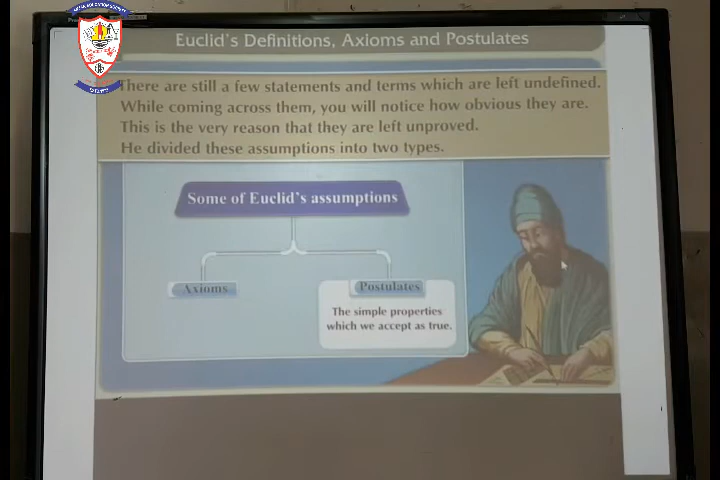 Euclid's Definitions, Axioms and Postulates
There are still a few statements and terms which are left undefined.
While coming across them, you will notice how obvious they are.
This is the very reason that they are left unproved.
He divided these assumptions into two types.
Some of Euclid's assumptions
Axioms
Postulates
The simple properties
which we accept as true.